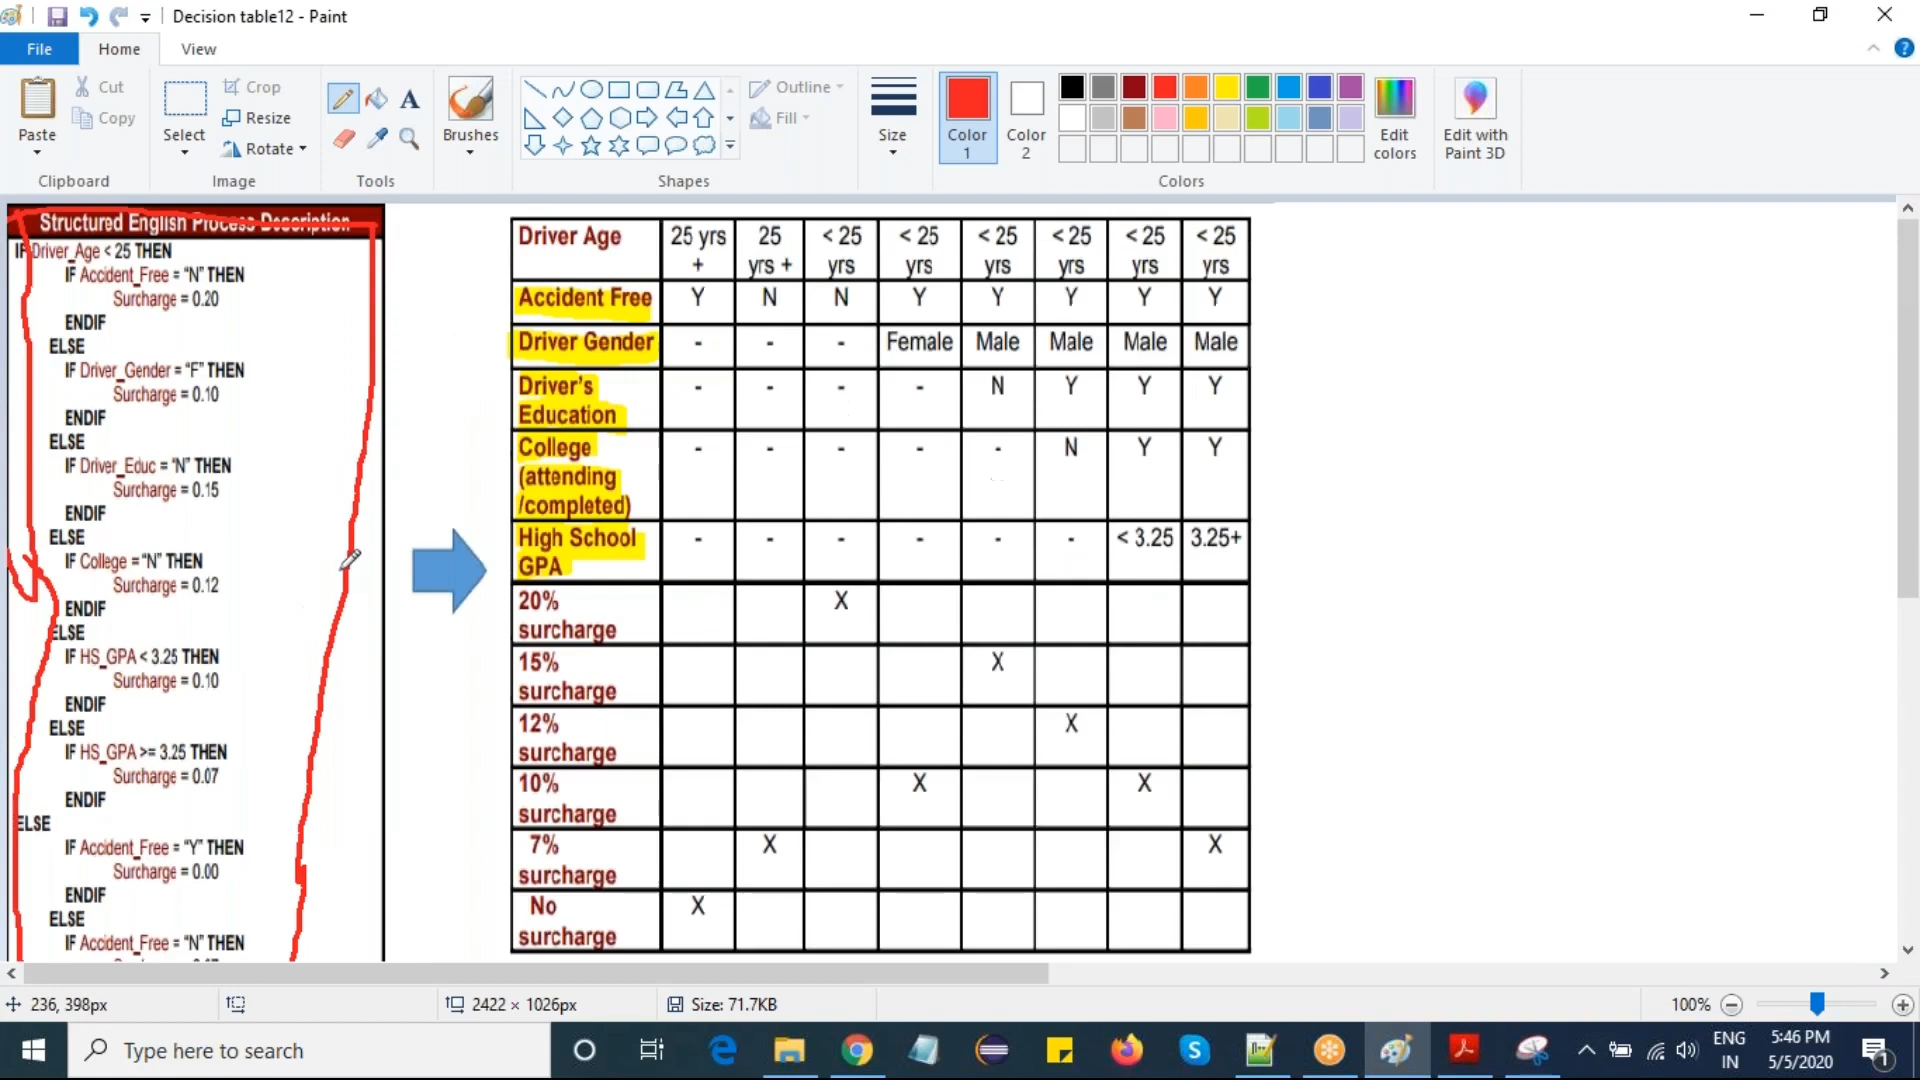 Decision table12 - Paint
File Home View
Paste Cut Copy Clipboard
Select Crop Resize Rotate Image
Tools
Brushes
Outline Fill Shapes
Size
Color 1 Color 2 Edit colors Edit with Paint 3D
Colors
Structured English Process Description
IF Driver_Age < 25 THEN
IF Accident_Free = “N” THEN
Surcharge = 0.20
ENDIF
ELSE
IF Driver_Gender = “F” THEN
Surcharge = 0.10
ENDIF
ELSE
IF Driver_Educ = “N” THEN
Surcharge = 0.15
ENDIF
ELSE
IF College = “N” THEN
Surcharge = 0.12
ENDIF
ELSE
IF HS_GPA < 3.25 THEN
Surcharge = 0.10
ENDIF
ELSE
IF HS_GPA >= 3.25 THEN
Surcharge = 0.07
ENDIF
ELSE
IF Accident_Free = “Y” THEN
Surcharge = 0.00
ENDIF
ELSE
IF Accident_Free = “N” THEN
Driver Age 25 yrs + 25 yrs + < 25 yrs < 25 yrs < 25 yrs < 25 yrs < 25 yrs < 25 yrs
Accident Free Y N N Y Y Y Y Y
Driver Gender - - - Female Male Male Male Male
Driver’s Education - - - - N Y Y Y
College (attending /completed) - - - - - N Y Y
High School GPA - - - - - - < 3.25 3.25+
20% surcharge X
15% surcharge X
12% surcharge X
10% surcharge X X
7% surcharge X X
No surcharge X
236, 398px 2422 × 1026px Size: 71.7KB 100%
Type here to search
ENG IN
5:46 PM
5/5/2020
1